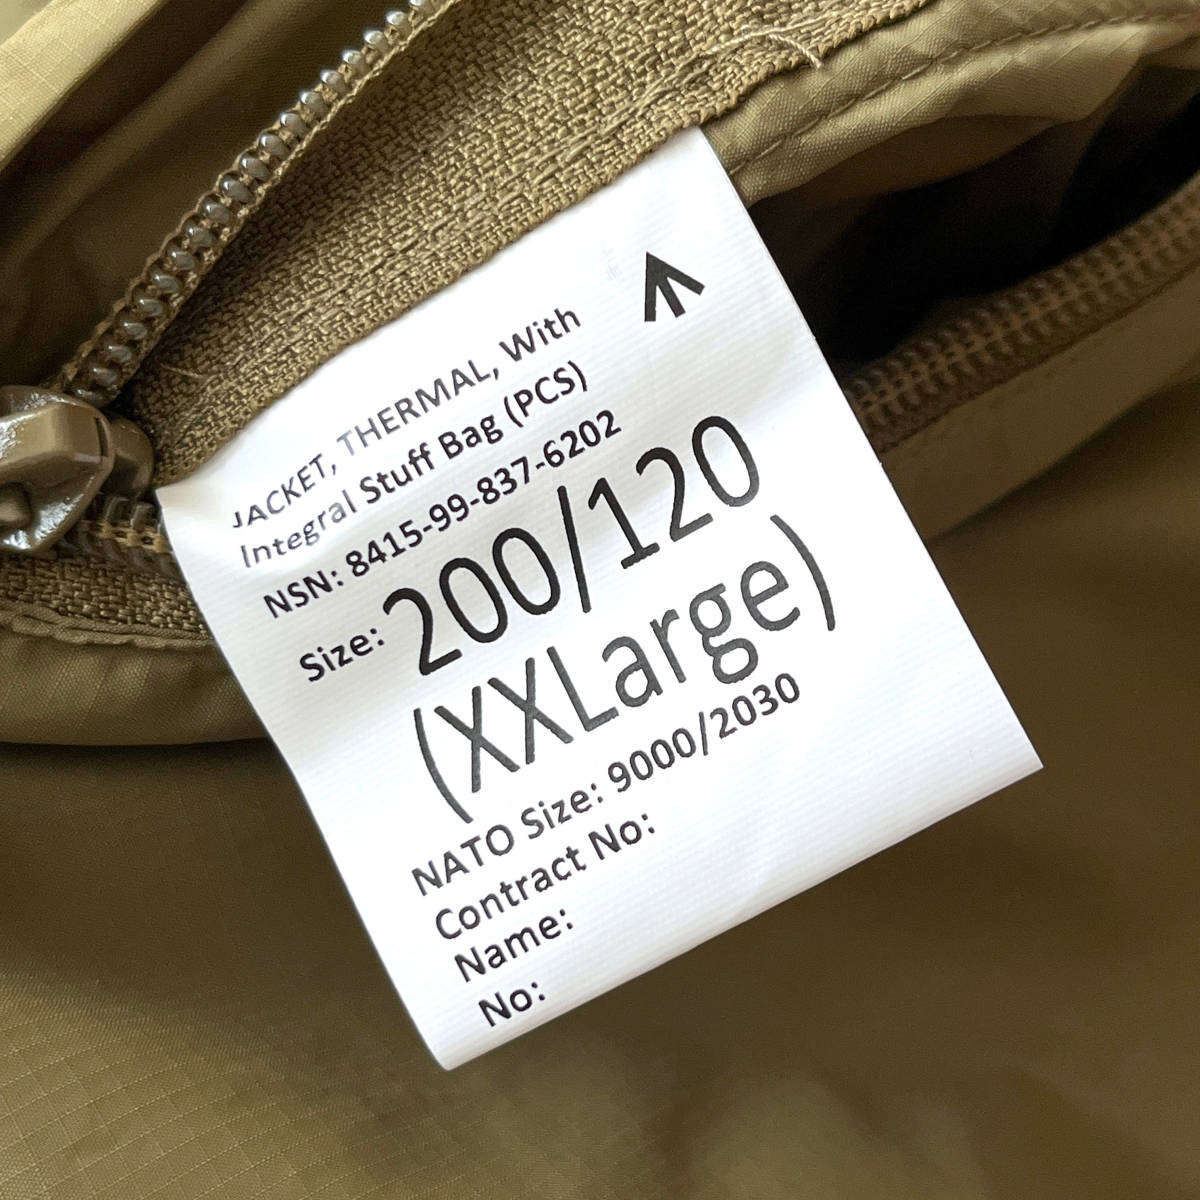 JACKET, THERMAL, With
Integral Stuff Bag (PCS)
NSN: 8415-99-837-6202
Size: 200/120
(XXLarge)
NATO Size: 9000/2030
Contract No:
Name:
No: